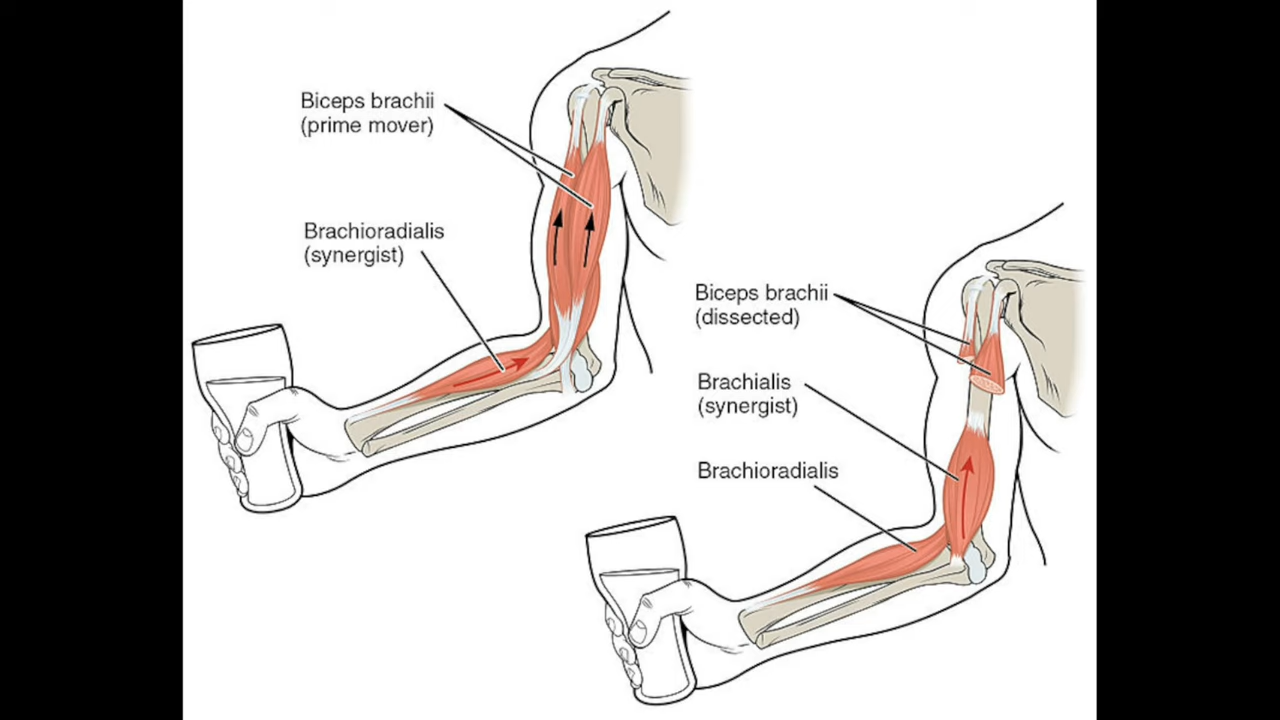 Biceps brachii
(prime mover)
Brachioradialis
(synergist)
Biceps brachii
(dissected)
Brachialis
(synergist)
Brachioradialis